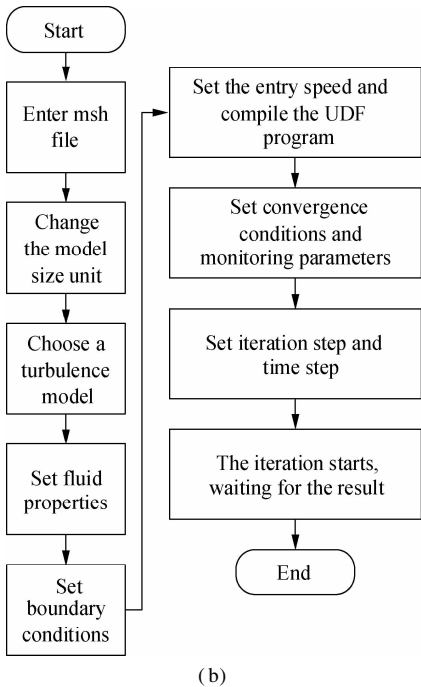 Start
Enter msh
file
Change
the model
size unit
Choose a
turbulence
model
Set fluid
properties
Set
boundary
conditions
Set the entry speed and
compile the UDF
program
Set convergence
conditions and
monitoring parameters
Set iteration step and
time step
The iteration starts,
waiting for the result
End
(b)